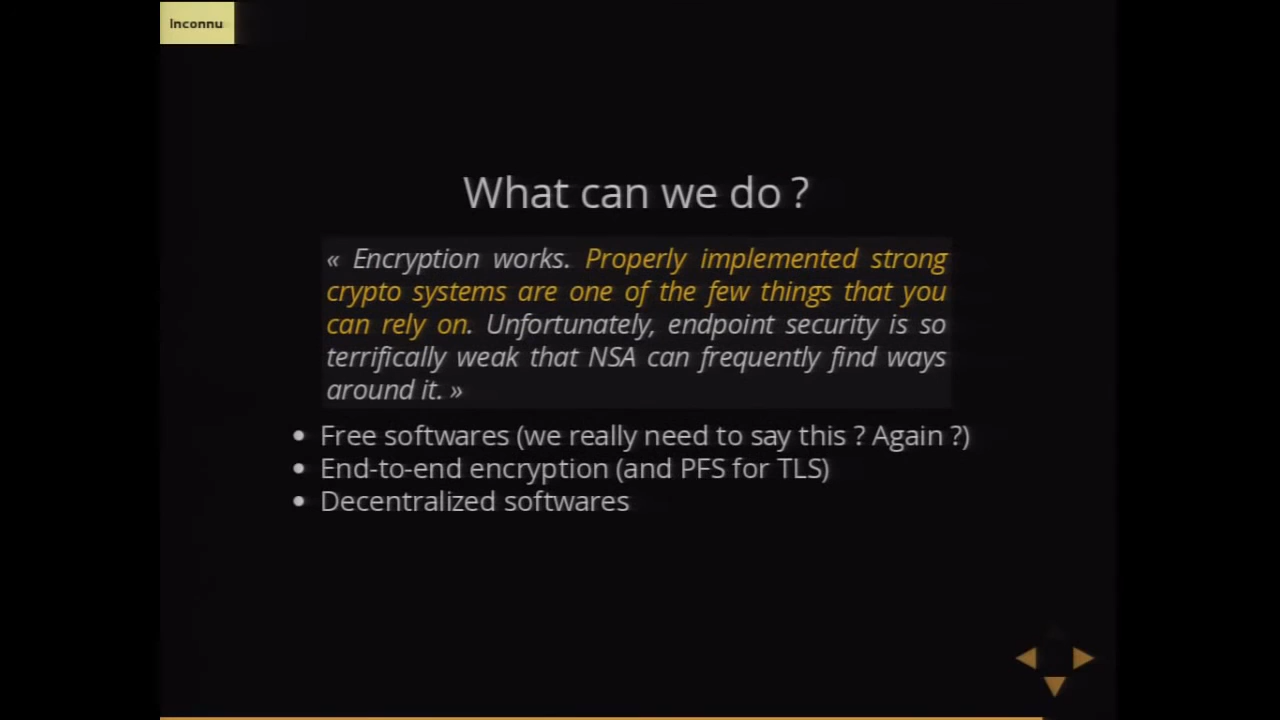 Inconnu
What can we do ?
« Encryption works. Properly implemented strong
crypto systems are one of the few things that you
can rely on. Unfortunately, endpoint security is so
terrifically weak that NSA can frequently find ways
around it. »
• Free softwares (we really need to say this ? Again ?)
• End-to-end encryption (and PFS for TLS)
• Decentralized softwares